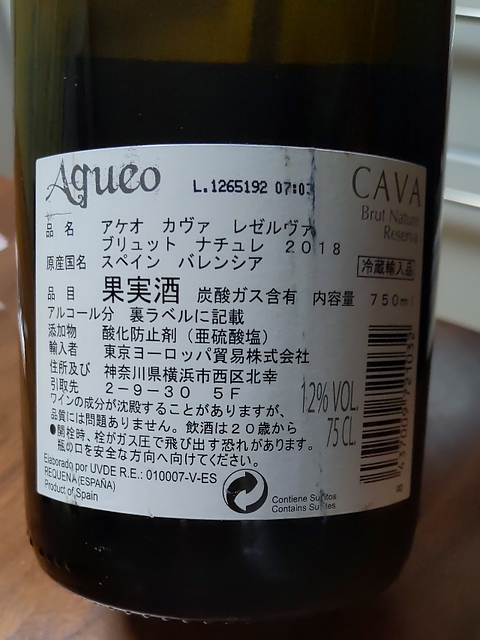 Aqueo
L.1265192 07:03
CAVA
Brut Nature
Reserva
品 名 アケオ カヴァ レゼルヴァ
ブリュット ナチュレ 2018
原産国名 スペイン バレンシア
冷蔵輸入品
品 目 果実酒 炭酸ガス含有 内容量 750ml
アルコール分 裏ラベルに記載
添加物 酸化防止剤（亜硫酸塩）
輸入者 東京ヨーロッパ貿易株式会社
住所及び 神奈川県横浜市西区北幸
引取先 2-9-30 5F
ワインの成分が沈殿することがありますが、
品質には問題ありません。飲酒は20歳から
●開栓時、栓がガス圧で飛び出す恐れがあります。
瓶の口を安全な方向へ向けてください。
12% VOL.
75 CL.
Elaborado por UVDE R.E.: 010007-V-ES
REQUENA (ESPAÑA)
Product of Spain
Contiene Sulfitos
Contains Sulfites